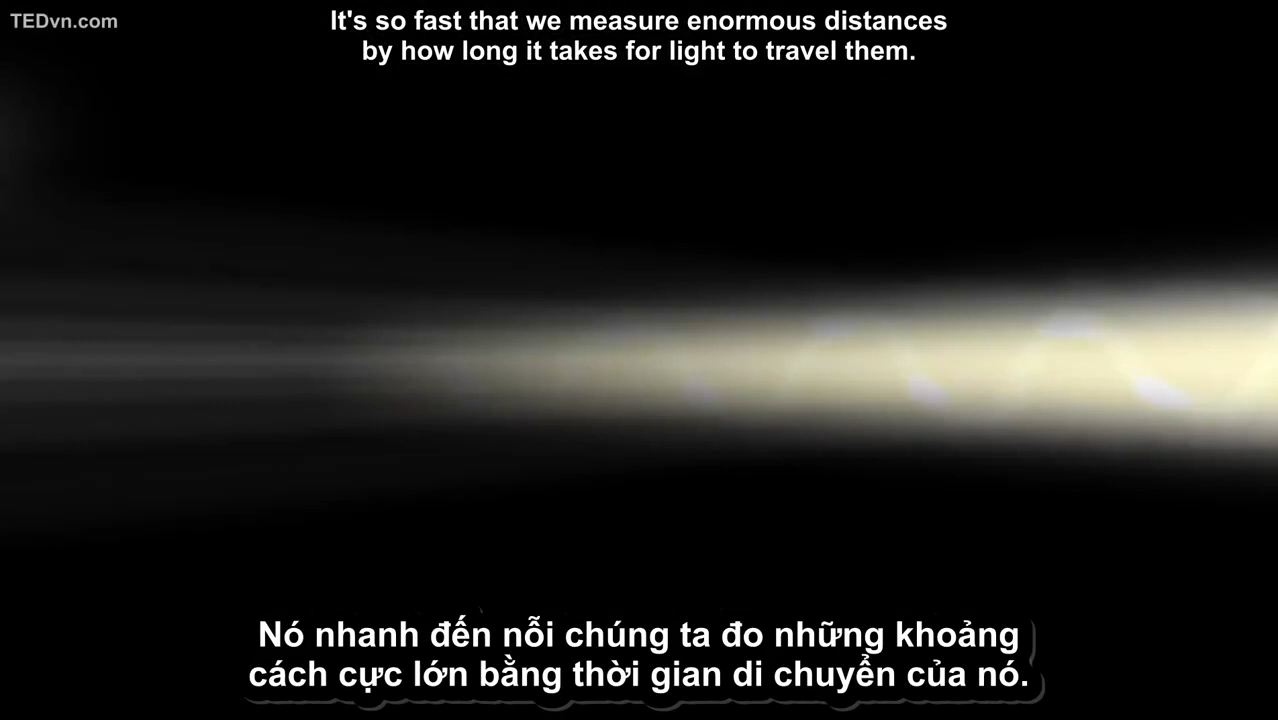 TEDvn.com
It's so fast that we measure enormous distances
by how long it takes for light to travel them.
Nó nhanh đến nỗi chúng ta đo những khoảng
cách cực lớn bằng thời gian di chuyển của nó.